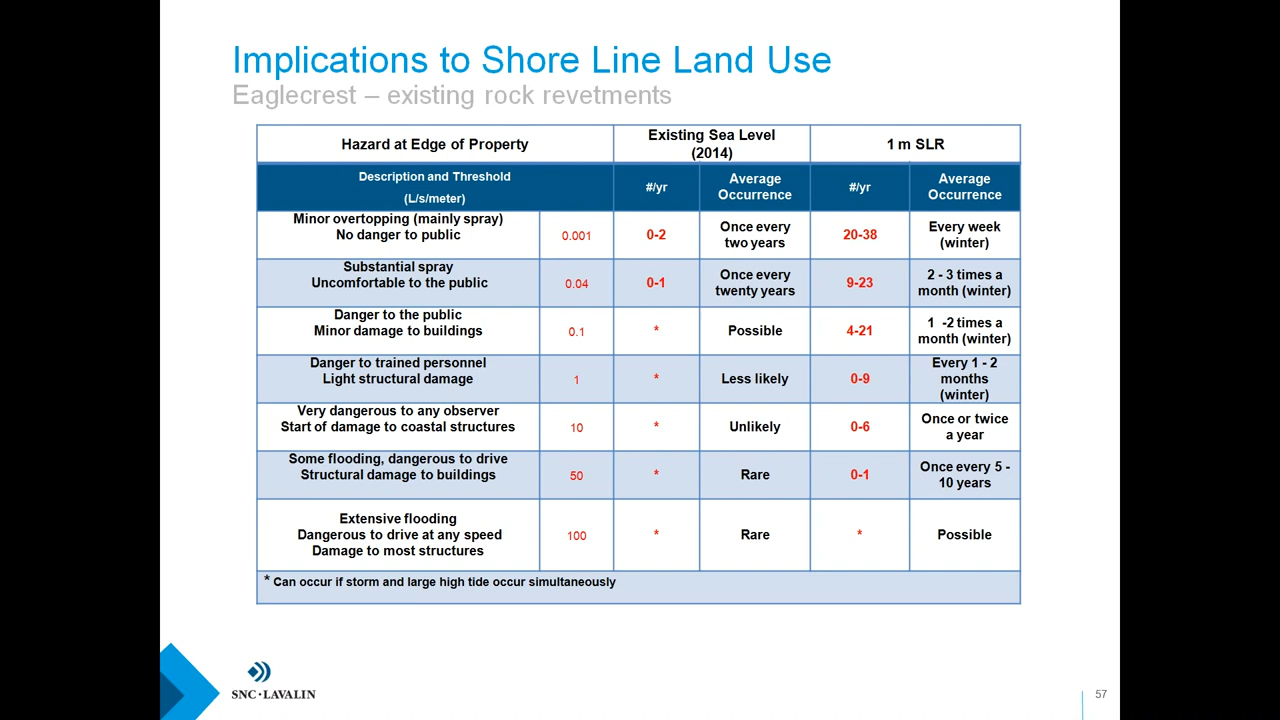 Implications to Shore Line Land Use
Eaglecrest – existing rock revetments
Hazard at Edge of Property
Existing Sea Level
(2014)
1 m SLR
Description and Threshold
(L/s/meter)
#/yr
Average
Occurrence
#/yr
Average
Occurrence
Minor overtopping (mainly spray)
No danger to public
0.001
0-2
Once every
two years
20-38
Every week
(winter)
Substantial spray
Uncomfortable to the public
0.04
0-1
Once every
twenty years
9-23
2 - 3 times a
month (winter)
Danger to the public
Minor damage to buildings
0.1
*
Possible
4-21
1 -2 times a
month (winter)
Danger to trained personnel
Light structural damage
1
*
Less likely
0-9
Every 1 - 2
months
(winter)
Very dangerous to any observer
Start of damage to coastal structures
10
*
Unlikely
0-6
Once or twice
a year
Some flooding, dangerous to drive
Structural damage to buildings
50
*
Rare
0-1
Once every 5 -
10 years
Extensive flooding
Dangerous to drive at any speed
Damage to most structures
100
*
Rare
*
Possible
* Can occur if storm and large high tide occur simultaneously
SNC·LAVALIN
57